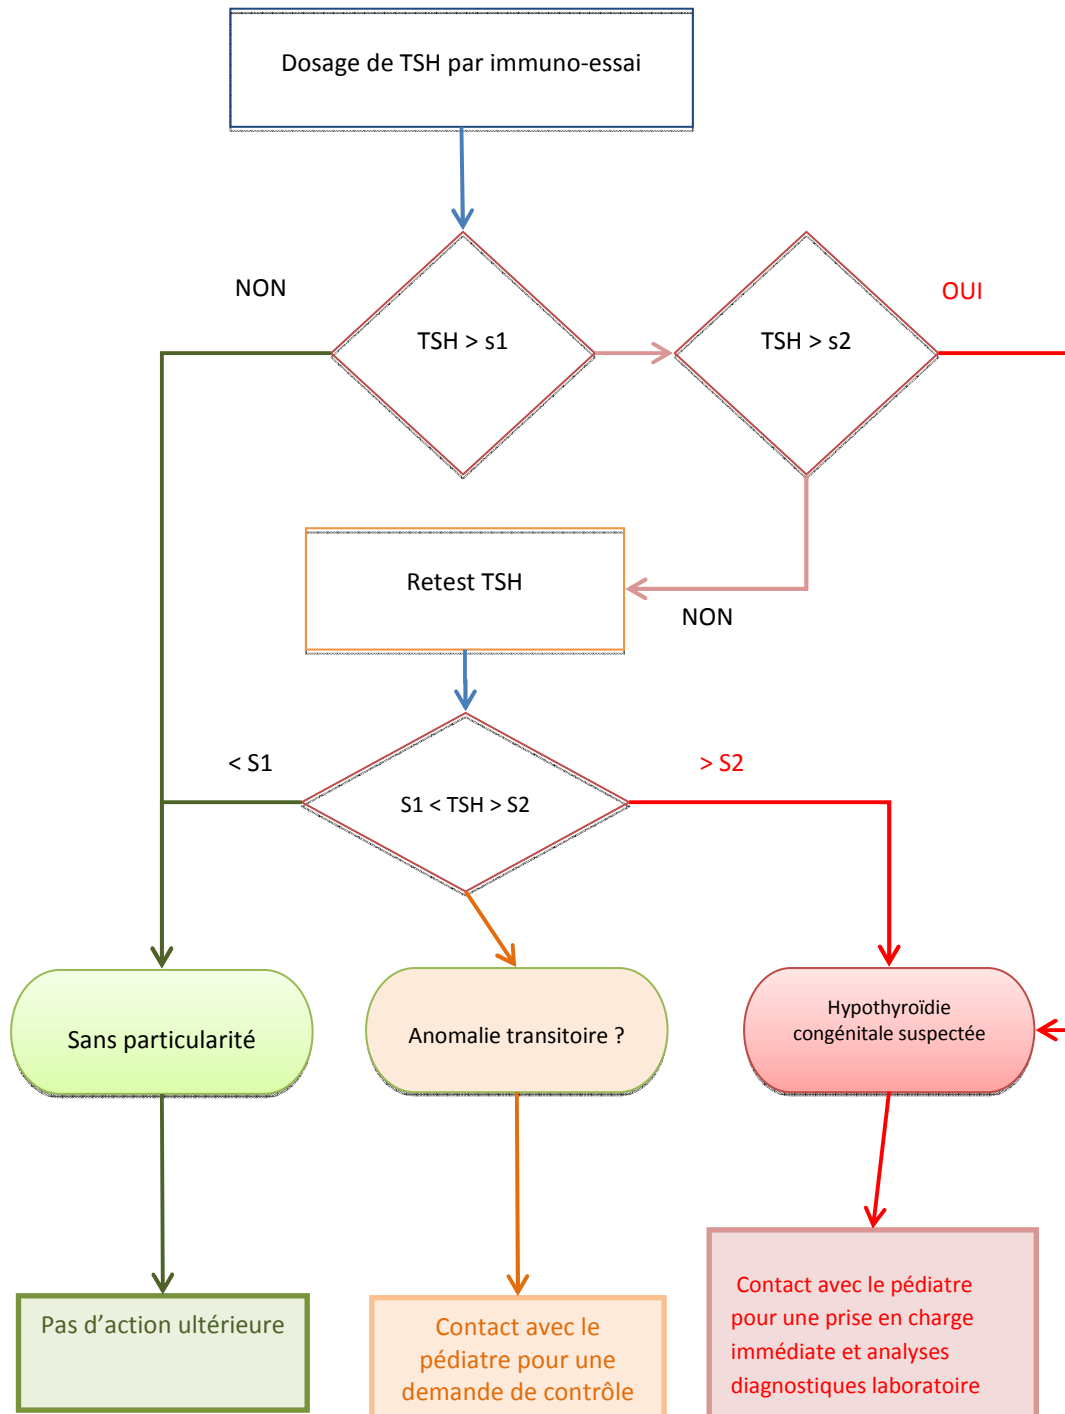 Dosage de TSH par immuno-essai
NON
OUI
TSH > s1
TSH > s2
Retest TSH
NON
< S1
> S2
S1 < TSH > S2
Sans particularité
Anomalie transitoire ?
Hypothyroïdie
congénitale suspectée
Pas d’action ultérieure
Contact avec le
pédiatre pour une
demande de contrôle
Contact avec le pédiatre
pour une prise en charge
immédiate et analyses
diagnostiques laboratoire